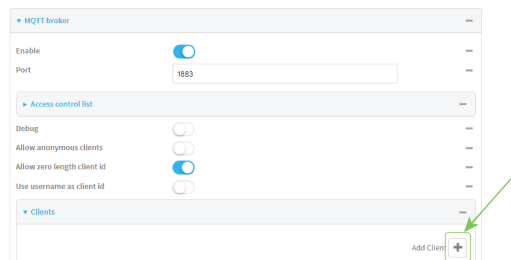 MQTT broker
Enable
Port
1883
Access control list
Debug
Allow anonymous clients
Allow zero length client id
Use username as client id
Clients
Add Client